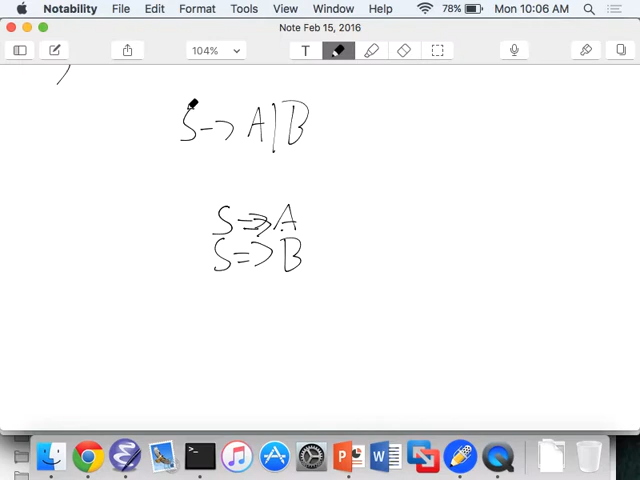 Notability File Edit Format Tools View Window Help 78% Mon 10:06 AM
Note Feb 15, 2016
104% T
S → A|B
S ⇒ A
S ⇒ B